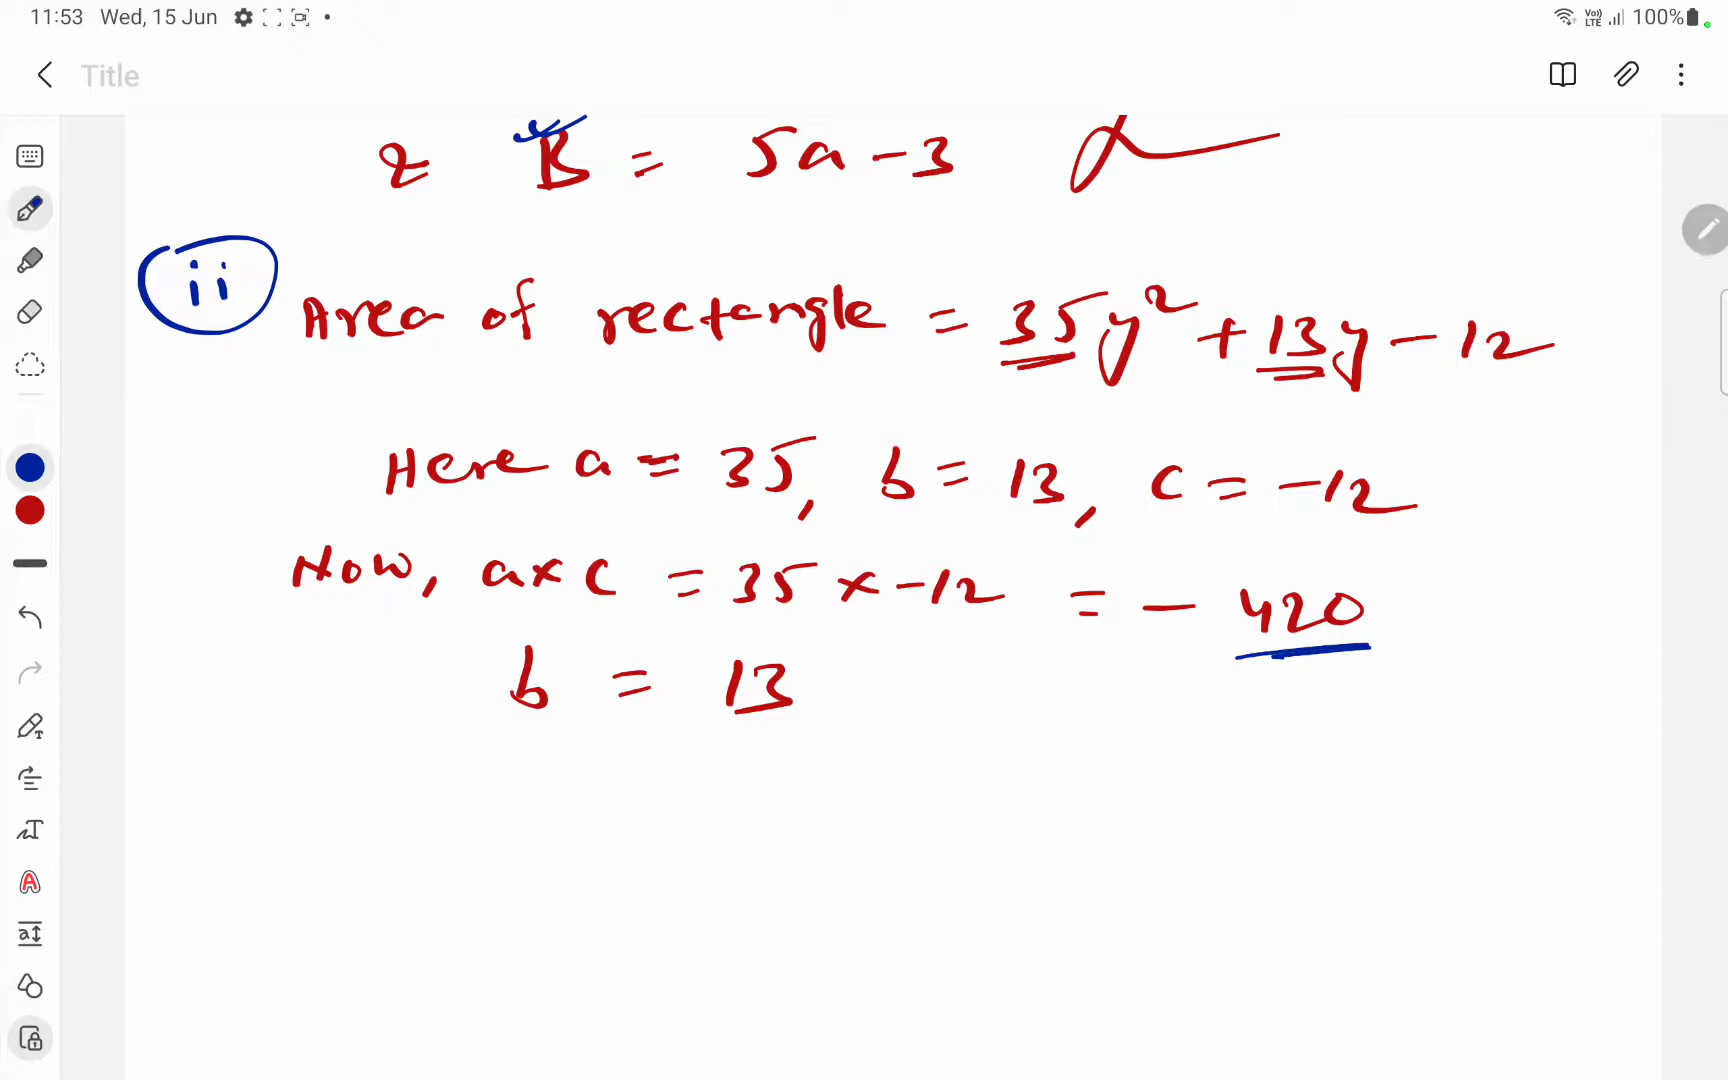 11:53 Wed, 15 Jun
100%
Title
& B = 5a - 3
ii Area of rectangle = 35y² + 13y - 12
Here a = 35, b = 13, c = -12
Now, a x c = 35 x -12 = - 420
b = 13